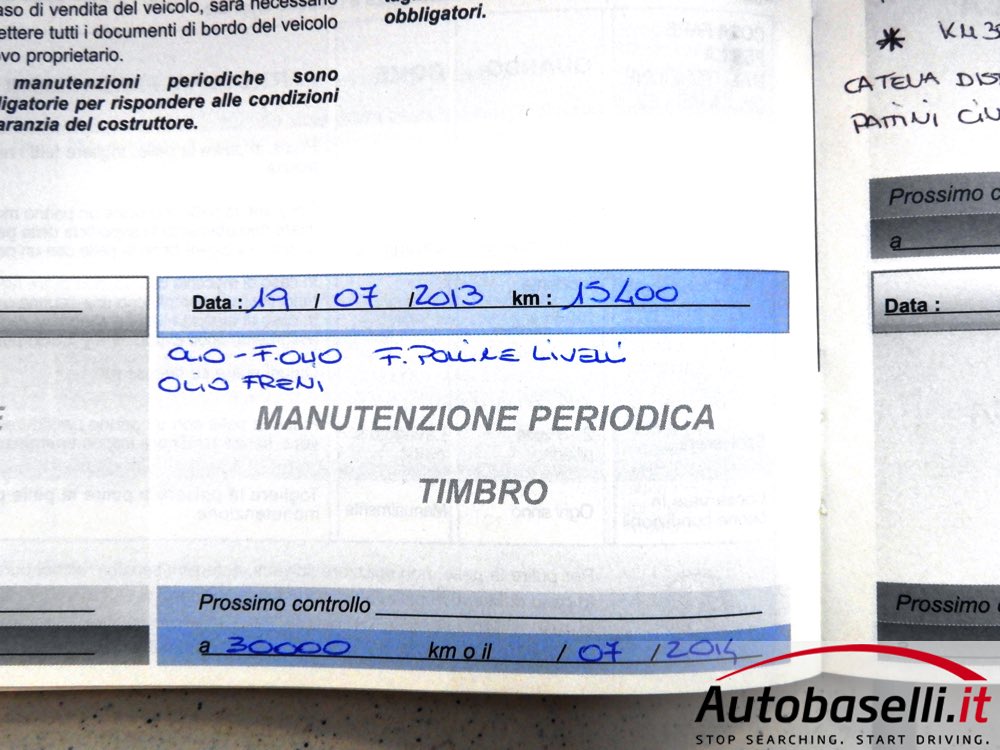 aso di vendita del veicolo, sarà necessario
ettere tutti i documenti di bordo del veicolo
vo proprietario.
manutenzioni periodiche sono
ligatorie per rispondere alle condizioni
aranzia del costruttore.
obbligatori.
* KM 3
CATENA DIS
PATTINI CIN
Prossimo c
a
Data : 19 / 07 /2013 km : 15400
OLIO - F.OLIO F. POLLINE LIVELLI
OLIO FRENI
MANUTENZIONE PERIODICA
TIMBRO
Prossimo controllo
a 30000 km o il / 07 / 2014
Data :
Prossimo
Autobaselli.it
STOP SEARCHING. START DRIVING.